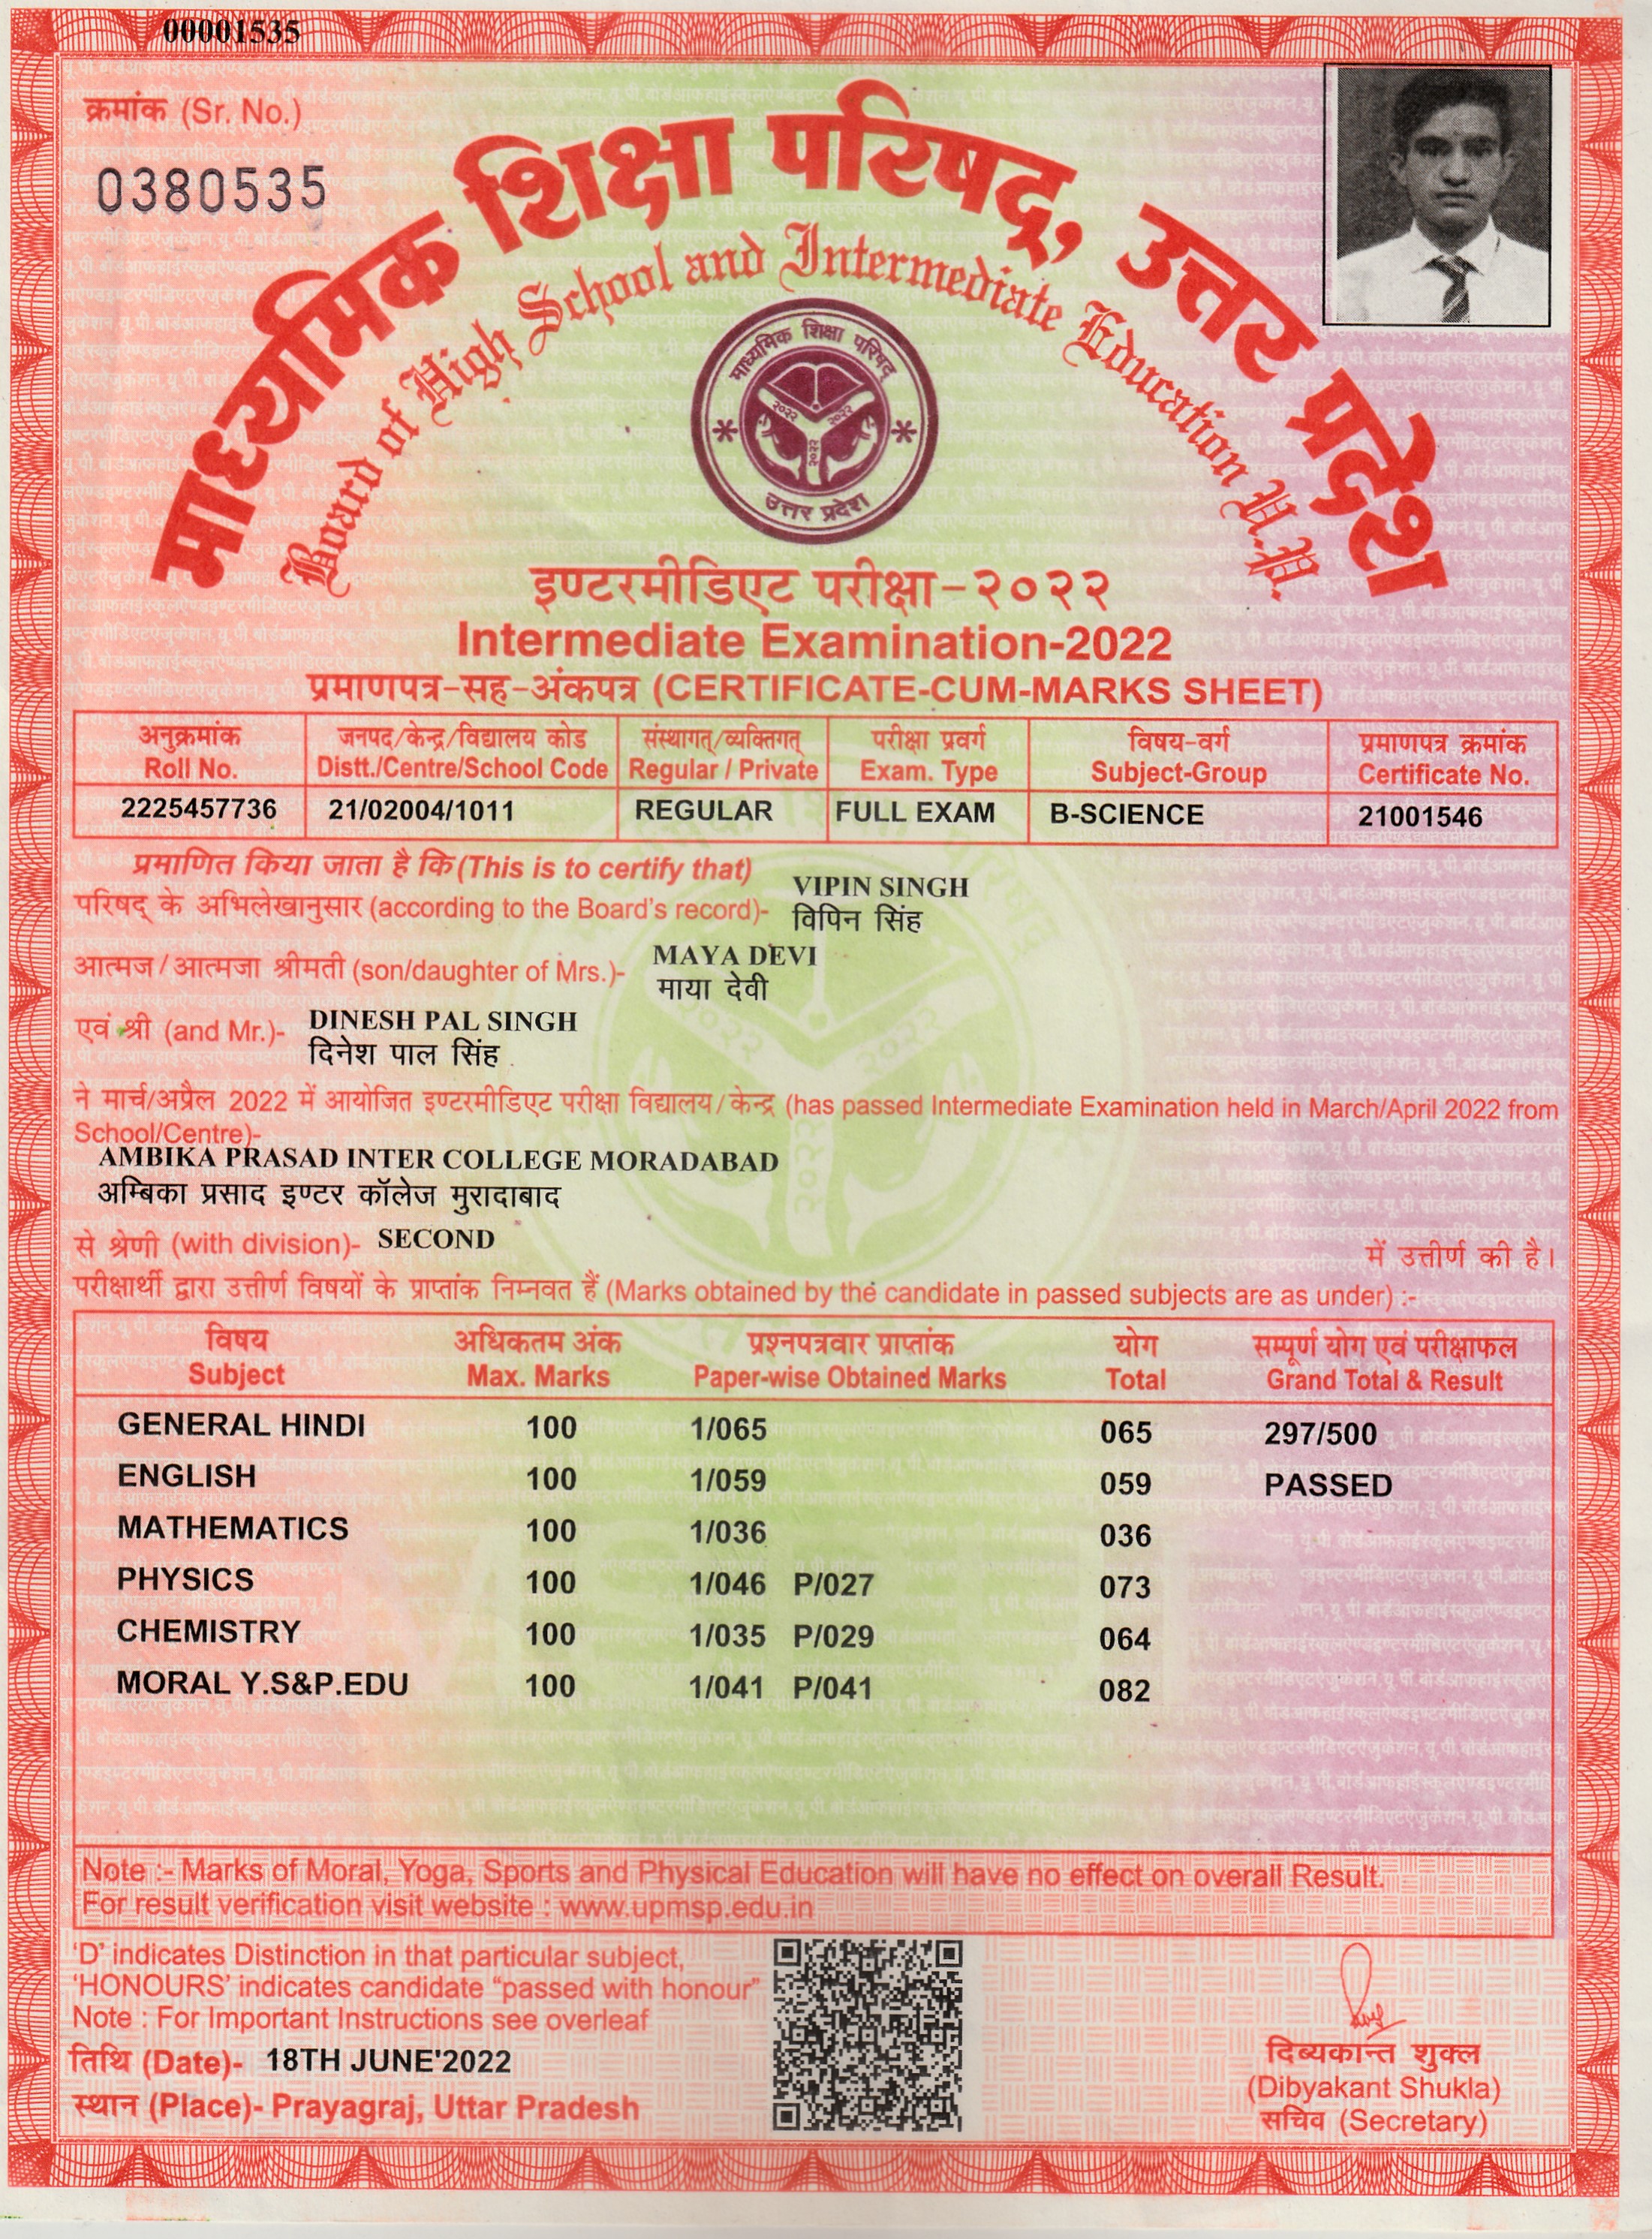 00001535
क्रमांक (Sr. No.)
0380535
माध्यमिक शिक्षा परिषद्, उत्तर प्रदेश
Board of High School and Intermediate Education U.P.
माध्यमिक शिक्षा परिषद्
२०२२ २०२२
२०२२
उत्तर प्रदेश
इण्टरमीडिएट परीक्षा-२०२२
Intermediate Examination-2022
प्रमाणपत्र-सह-अंकपत्र (CERTIFICATE-CUM-MARKS SHEET)
अनुक्रमांक जनपद/केन्द्र/विद्यालय कोड संस्थागत्/व्यक्तिगत् परीक्षा प्रवर्ग विषय-वर्ग प्रमाणपत्र क्रमांक
Roll No. Distt./Centre/School Code Regular / Private Exam. Type Subject-Group Certificate No.
2225457736 21/02004/1011 REGULAR FULL EXAM B-SCIENCE 21001546
प्रमाणित किया जाता है कि (This is to certify that)
VIPIN SINGH
परिषद् के अभिलेखानुसार (according to the Board's record)- विपिन सिंह
MAYA DEVI
आत्मज/आत्मजा श्रीमती (son/daughter of Mrs.)- माया देवी
एवं श्री (and Mr.)- DINESH PAL SINGH
दिनेश पाल सिंह
ने मार्च/अप्रैल 2022 में आयोजित इण्टरमीडिएट परीक्षा विद्यालय/केन्द्र (has passed Intermediate Examination held in March/April 2022 from
School/Centre)-
AMBIKA PRASAD INTER COLLEGE MORADABAD
अम्बिका प्रसाद इण्टर कॉलेज मुरादाबाद
से श्रेणी (with division)- SECOND में उत्तीर्ण की है।
परीक्षार्थी द्वारा उत्तीर्ण विषयों के प्राप्तांक निम्नवत हैं (Marks obtained by the candidate in passed subjects are as under) :-
विषय अधिकतम अंक प्रश्नपत्रवार प्राप्तांक योग सम्पूर्ण योग एवं परीक्षाफल
Subject Max. Marks Paper-wise Obtained Marks Total Grand Total & Result
GENERAL HINDI 100 1/065 065 297/500
ENGLISH 100 1/059 059 PASSED
MATHEMATICS 100 1/036 036
PHYSICS 100 1/046 P/027 073
CHEMISTRY 100 1/035 P/029 064
MORAL Y.S&P.EDU 100 1/041 P/041 082
Note :- Marks of Moral, Yoga, Sports and Physical Education will have no effect on overall Result.
For result verification visit website : www.upmsp.edu.in
'D' indicates Distinction in that particular subject,
'HONOURS' indicates candidate "passed with honour"
Note : For Important Instructions see overleaf
तिथि (Date)- 18TH JUNE'2022
स्थान (Place)- Prayagraj, Uttar Pradesh
दिब्यकान्त शुक्ल
(Dibyakant Shukla)
सचिव (Secretary)